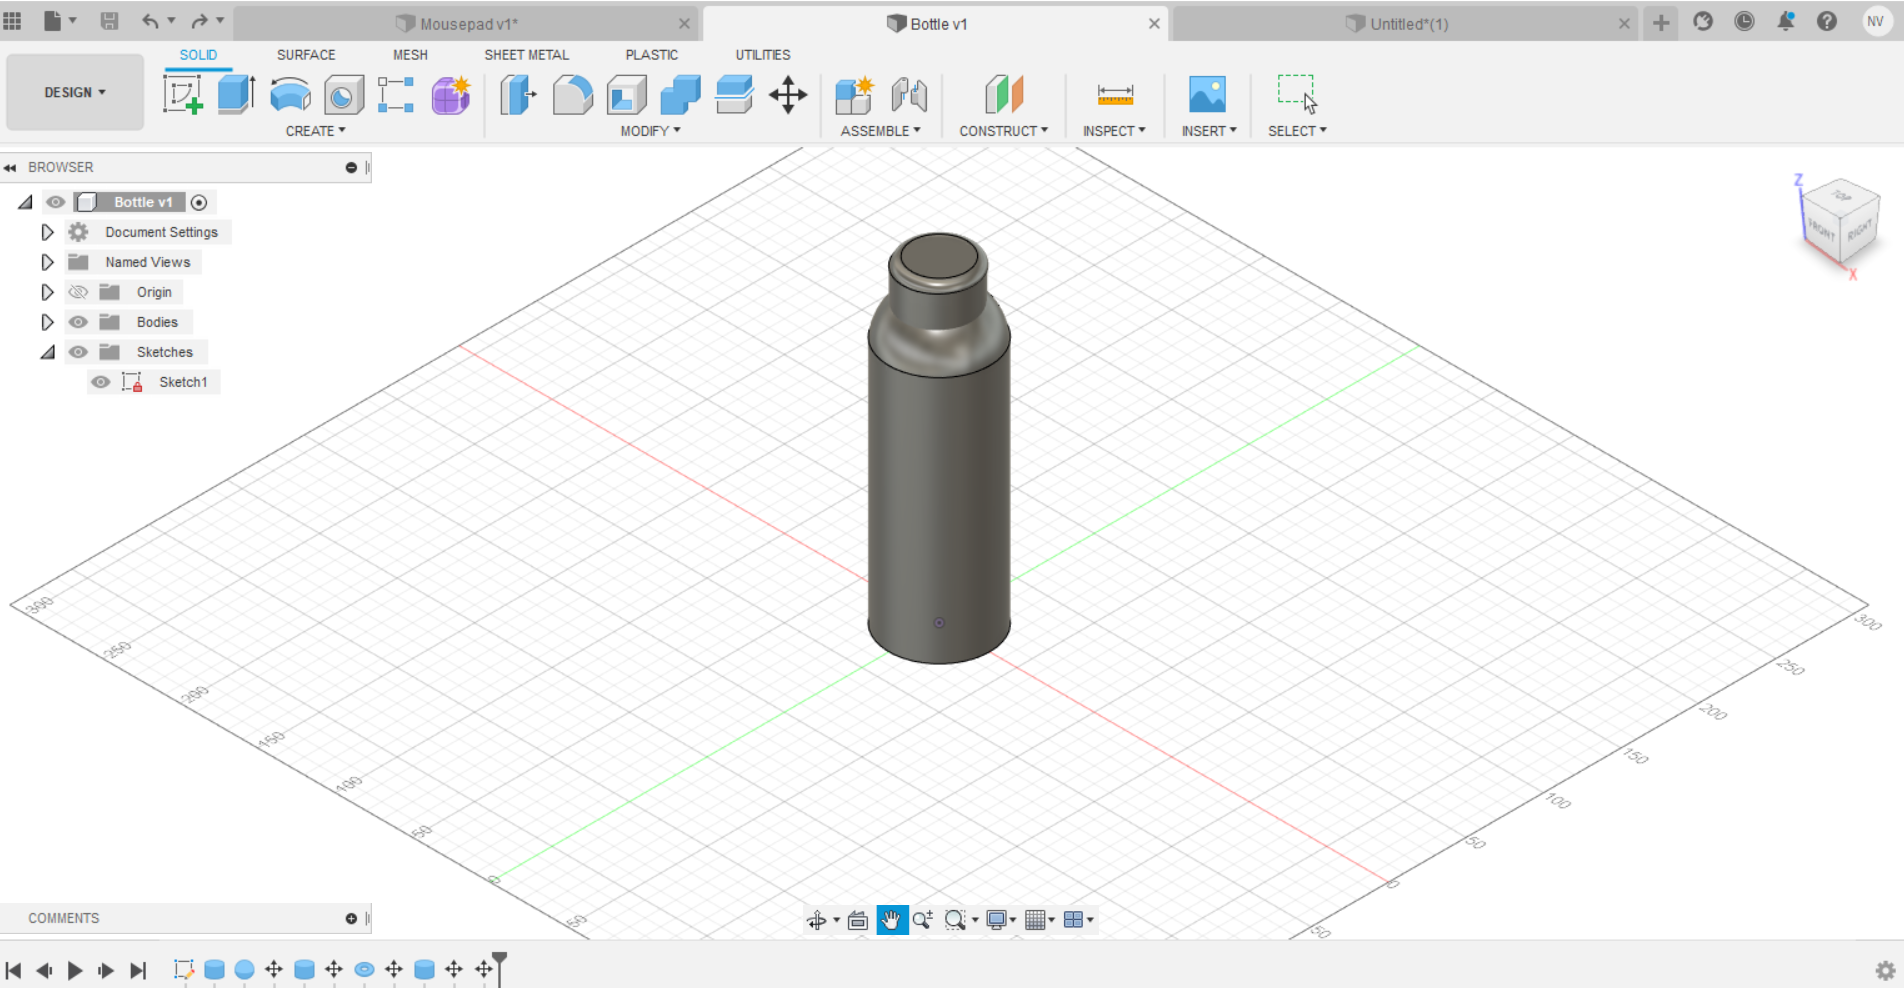 Mousepad v1*
Bottle v1
Untitled*(1)
NV
SOLID
SURFACE
MESH
SHEET METAL
PLASTIC
UTILITIES
DESIGN
CREATE
MODIFY
ASSEMBLE
CONSTRUCT
INSPECT
INSERT
SELECT
BROWSER
Bottle v1
Document Settings
Named Views
Origin
Bodies
Sketches
Sketch1
Z
TOP
FRONT
RIGHT
X
300
250
200
150
100
50
0
50
300
250
200
150
100
50
0
50
COMMENTS